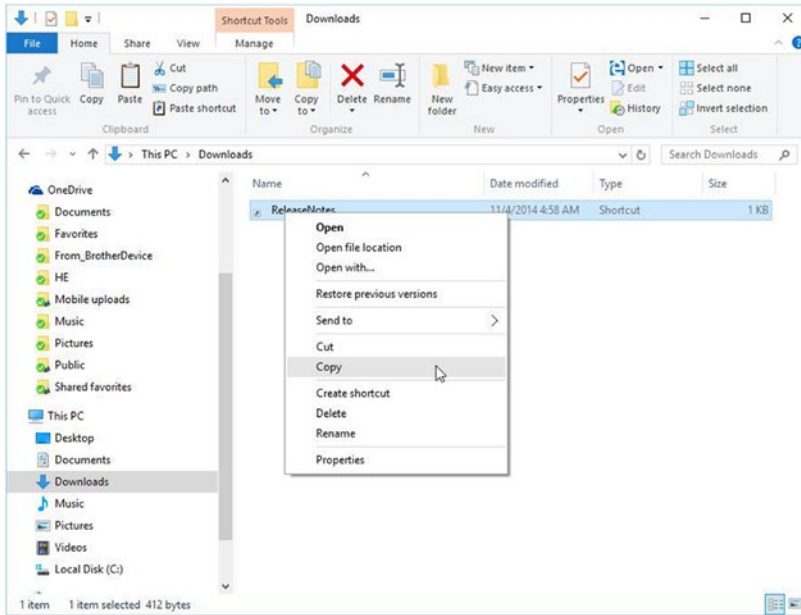 Shortcut Tools
Downloads
File
Home
Share
View
Manage
Pin to Quick access
Copy
Paste
Cut
Copy path
Paste shortcut
Clipboard
Move to
Copy to
Delete
Rename
Organize
New folder
New item
Easy access
New
Properties
Open
Edit
History
Open
Select all
Select none
Invert selection
Select
This PC > Downloads
Search Downloads
Name
Date modified
Type
Size
ReleaseNotes
11/4/2014 4:58 AM
Shortcut
1 KB
OneDrive
Documents
Favorites
From_BrotherDevice
HE
Mobile uploads
Music
Pictures
Public
Shared favorites
This PC
Desktop
Documents
Downloads
Music
Pictures
Videos
Local Disk (C:)
Open
Open file location
Open with...
Restore previous versions
Send to
Cut
Copy
Create shortcut
Delete
Rename
Properties
1 item
1 item selected 412 bytes